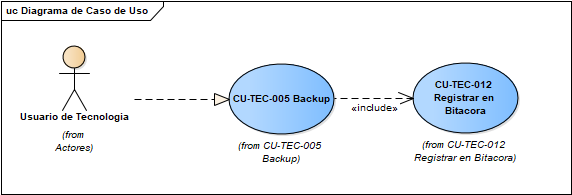 uc Diagrama de Caso de Uso
Usuario de Tecnologia
(from
Actores)
CU-TEC-005 Backup
(from CU-TEC-005
Backup)
«include»
CU-TEC-012
Registrar en
Bitacora
(from CU-TEC-012
Registrar en Bitacora)